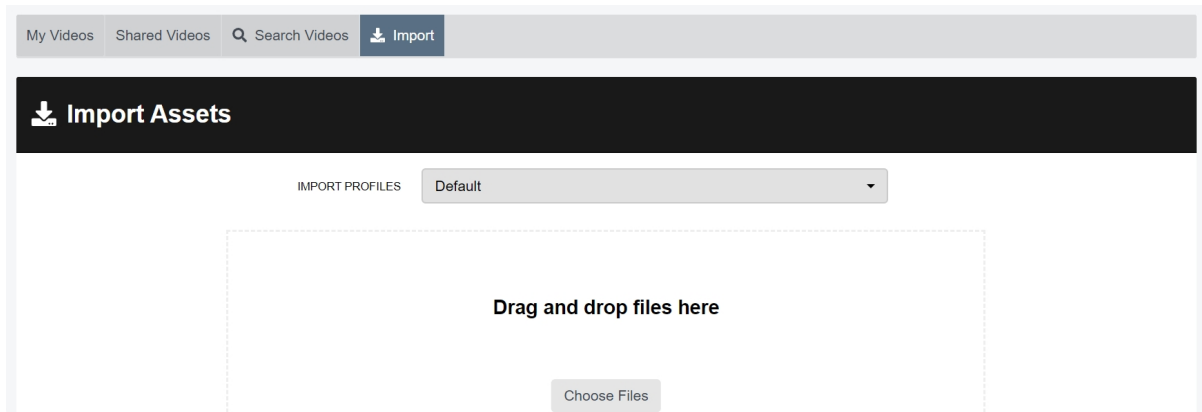 My Videos Shared Videos Search Videos Import
Import Assets
IMPORT PROFILES Default
Drag and drop files here
Choose Files